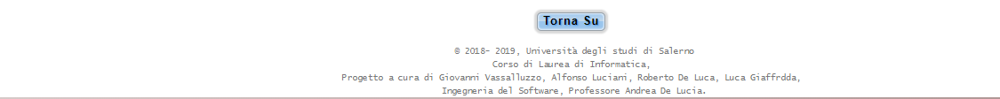 Torna Su
© 2018- 2019, Università degli studi di Salerno
Corso di Laurea di Informatica,
Progetto a cura di Giovanni Vassalluzzo, Alfonso Luciani, Roberto De Luca, Luca Giaffrdda,
Ingegneria del Software, Professore Andrea De Lucia.